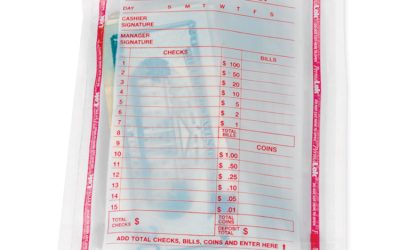 DAY S M T W T F S
CASHIER
SIGNATURE
MANAGER
SIGNATURE
CHECKS BILLS
1 $ 100
2 50
3 20
4 10
5 5
6 2
7 $ 1
8 TOTAL
BILLS
9 COINS
10 $ 1.00
11 .50
12 .25
13 .10
14 .05
15 $ .01
TOTAL
CHECKS $
TOTAL
COINS
DEPOSIT
TOTAL $
ADD TOTAL CHECKS, BILLS, COINS AND ENTER HERE !